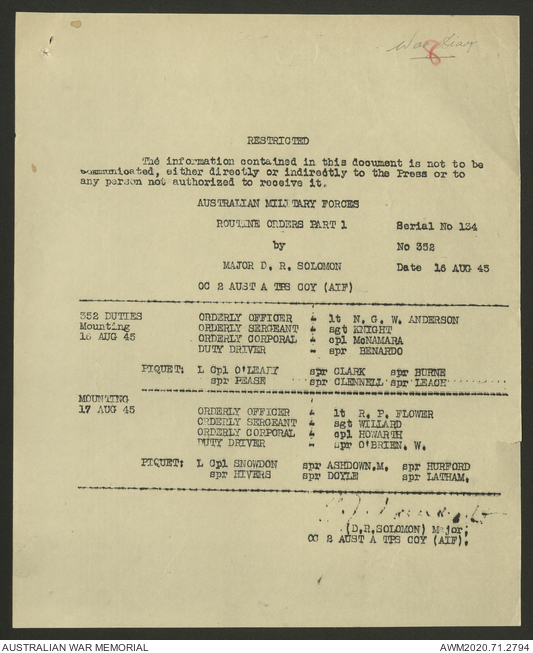 War Diary
8
RESTRICTED
The information contained in this document is not to be
communicated, either directly or indirectly to the Press or to
any person not authorized to receive it.
AUSTRALIAN MILITARY FORCES
ROUTINE ORDERS PART 1 Serial No 134
by No 352
MAJOR D. R. SOLOMON Date 16 AUG 45
OC 2 AUST A TPS COY (AIF)
352 DUTIES ORDERLY OFFICER - lt N. G. W. ANDERSON
Mounting ORDERLY SERGEANT - sgt KNIGHT
16 AUG 45 ORDERLY CORPORAL - cpl McNAMARA
DUTY DRIVER - spr BENARDO
PIQUET: L Cpl O'LEARY spr CLARK spr BURNE
spr PEASE spr CLENNELL spr LEACH
MOUNTING
17 AUG 45 ORDERLY OFFICER - lt R. P. FLOWER
ORDERLY SERGEANT - sgt WILLARD
ORDERLY CORPORAL - cpl HOWARTH
DUTY DRIVER - spr O'BRIEN. W.
PIQUET: L Cpl SNOWDON spr ASHDOWN.M. spr HURFORD
spr HIVERS spr DOYLE spr LATHAM.
(D.R.SOLOMON) Major;
OC 2 AUST A TPS COY (AIF).
AUSTRALIAN WAR MEMORIAL AWM2020.71.2794